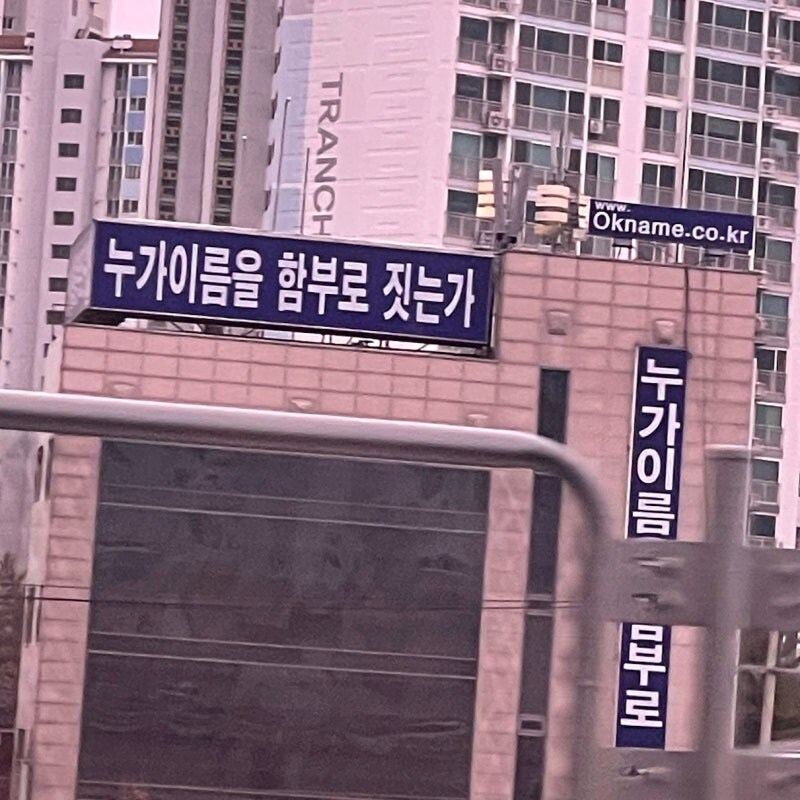 TRANCH
www.
Okname.co.kr
누가이름을 함부로 짓는가
누가이름
부로